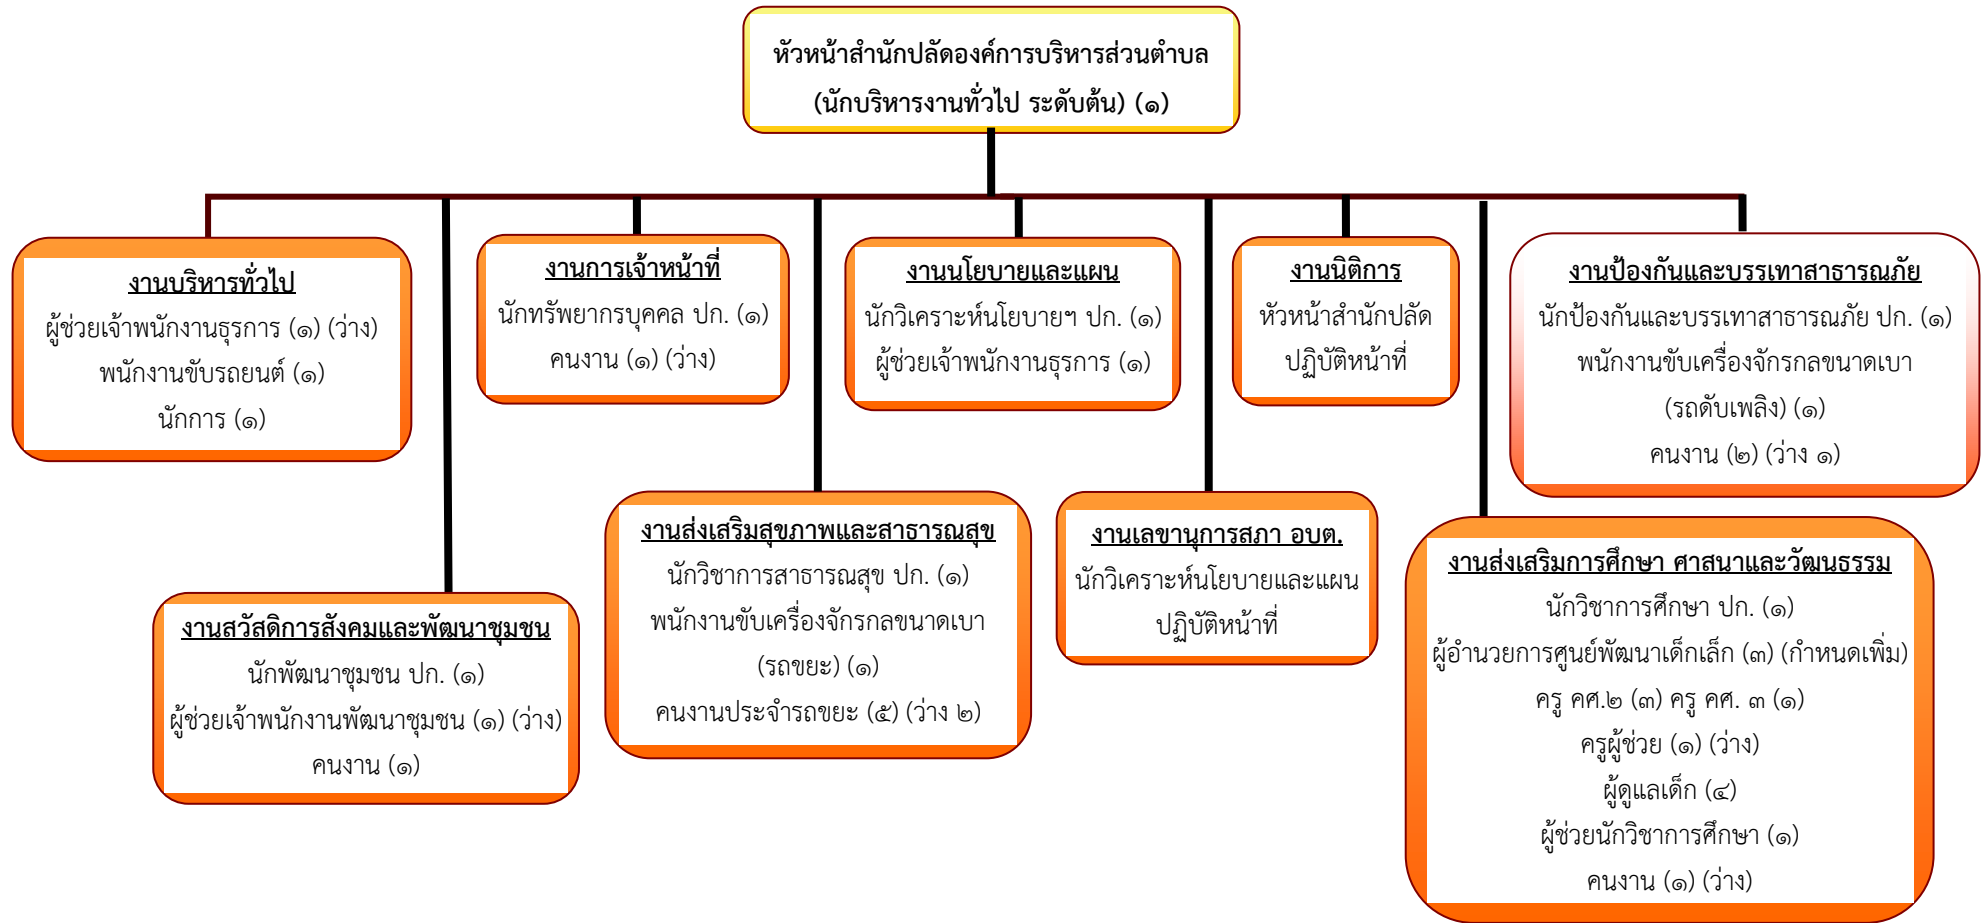 หัวหน้าสำนักปลัดองค์การบริหารส่วนตำบล
(นักบริหารงานทั่วไป ระดับต้น) (๑)
งานบริหารทั่วไป
ผู้ช่วยเจ้าพนักงานธุรการ (๑) (ว่าง)
พนักงานขับรถยนต์ (๑)
นักการ (๑)
งานการเจ้าหน้าที่
นักทรัพยากรบุคคล ปก. (๑)
คนงาน (๑) (ว่าง)
งานนโยบายและแผน
นักวิเคราะห์นโยบายฯ ปก. (๑)
ผู้ช่วยเจ้าพนักงานธุรการ (๑)
งานนิติการ
หัวหน้าสำนักปลัด
ปฏิบัติหน้าที่
งานป้องกันและบรรเทาสาธารณภัย
นักป้องกันและบรรเทาสาธารณภัย ปก. (๑)
พนักงานขับเครื่องจักรกลขนาดเบา
(รถดับเพลิง) (๑)
คนงาน (๒) (ว่าง ๑)
งานสวัสดิการสังคมและพัฒนาชุมชน
นักพัฒนาชุมชน ปก. (๑)
ผู้ช่วยเจ้าพนักงานพัฒนาชุมชน (๑) (ว่าง)
คนงาน (๑)
งานส่งเสริมสุขภาพและสาธารณสุข
นักวิชาการสาธารณสุข ปก. (๑)
พนักงานขับเครื่องจักรกลขนาดเบา
(รถขยะ) (๑)
คนงานประจำรถขยะ (๕) (ว่าง ๒)
งานเลขานุการสภา อบต.
นักวิเคราะห์นโยบายและแผน
ปฏิบัติหน้าที่
งานส่งเสริมการศึกษา ศาสนาและวัฒนธรรม
นักวิชาการศึกษา ปก. (๑)
ผู้อำนวยการศูนย์พัฒนาเด็กเล็ก (๓) (กำหนดเพิ่ม)
ครู คศ.๒ (๓) ครู คศ. ๓ (๑)
ครูผู้ช่วย (๑) (ว่าง)
ผู้ดูแลเด็ก (๔)
ผู้ช่วยนักวิชาการศึกษา (๑)
คนงาน (๑) (ว่าง)